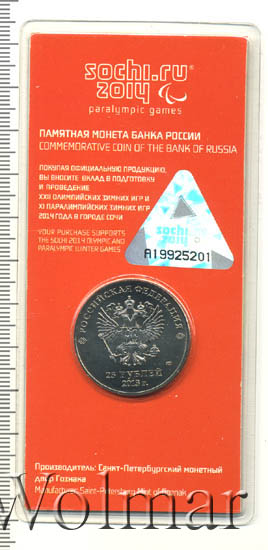 sochi.ru
2014
paralympic games
ПАМЯТНАЯ МОНЕТА БАНКА РОССИИ
COMMEMORATIVE COIN OF THE BANK OF RUSSIA
ПОКУПАЯ ОФИЦИАЛЬНУЮ ПРОДУКЦИЮ,
ВЫ ВНОСИТЕ ВКЛАД В ПОДГОТОВКУ
И ПРОВЕДЕНИЕ
XXII ОЛИМПИЙСКИХ ЗИМНИХ ИГР И
XI ПАРАЛИМПИЙСКИХ ЗИМНИХ ИГР
2014 ГОДА В ГОРОДЕ СОЧИ
YOUR PURCHASE SUPPORTS
THE SOCHI 2014 OLYMPIC AND
PARALYMPIC WINTER GAMES
sochi
2014
A19925201
РОССИЙСКАЯ ФЕДЕРАЦИЯ
25 РУБЛЕЙ
2013 г.
Производитель: Санкт-Петербургский монетный
двор Гознака
Manufacturer: Saint-Petersburg Mint of Goznak
Wolmar